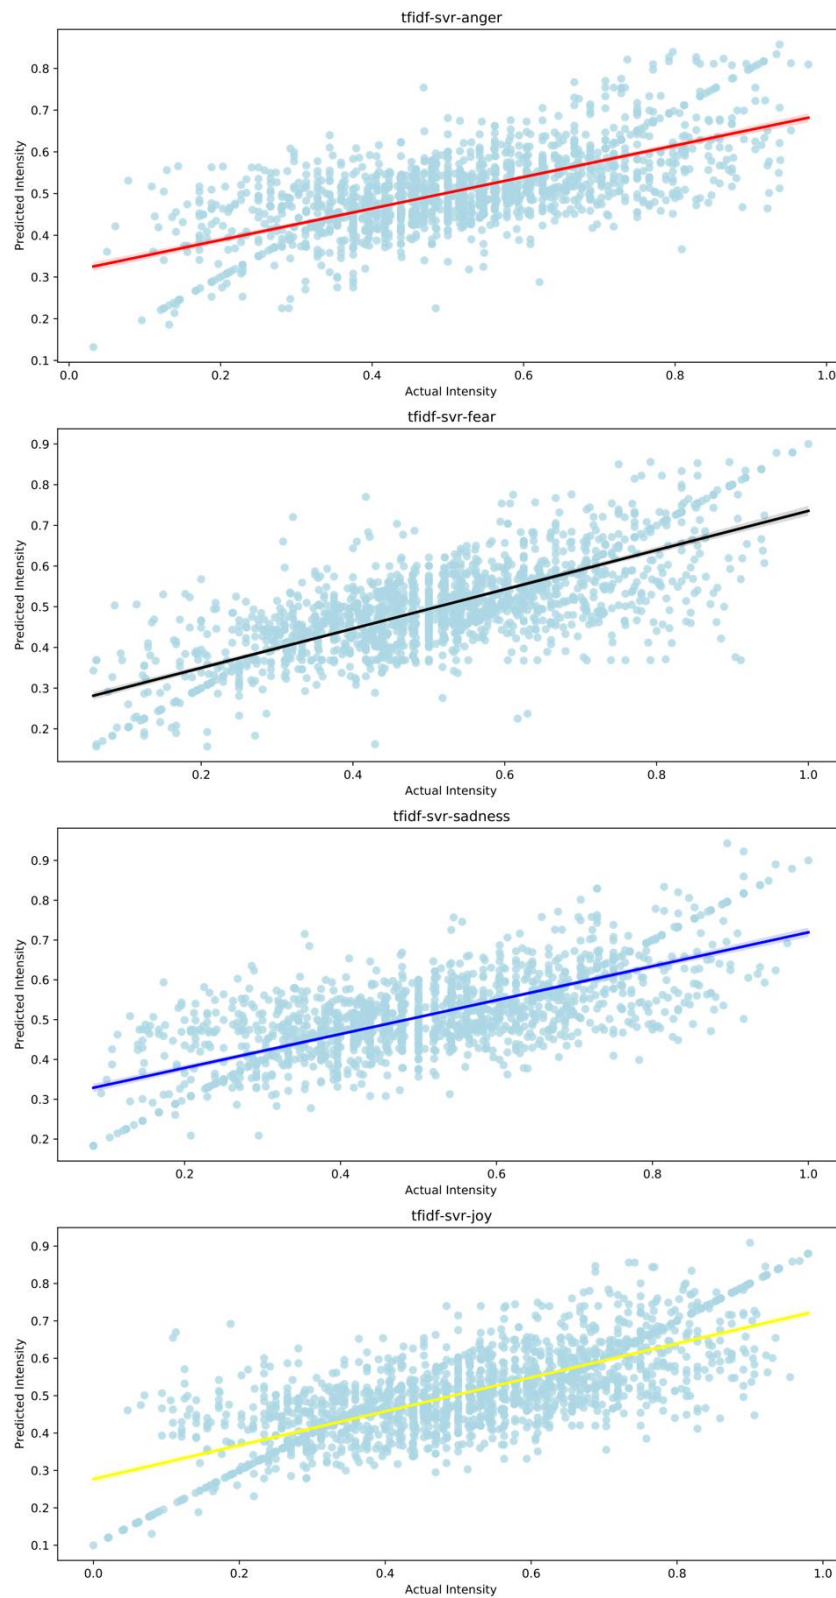 tfidf-svr-anger
0.8
0.7
0.6
0.5
0.4
0.3
0.2
0.1
Predicted Intensity
0.0 0.2 0.4 0.6 0.8 1.0
Actual Intensity
tfidf-svr-fear
0.9
0.8
0.7
0.6
0.5
0.4
0.3
0.2
Predicted Intensity
0.2 0.4 0.6 0.8 1.0
Actual Intensity
tfidf-svr-sadness
0.9
0.8
0.7
0.6
0.5
0.4
0.3
0.2
Predicted Intensity
0.2 0.4 0.6 0.8 1.0
Actual Intensity
tfidf-svr-joy
0.9
0.8
0.7
0.6
0.5
0.4
0.3
0.2
0.1
Predicted Intensity
0.0 0.2 0.4 0.6 0.8 1.0
Actual Intensity